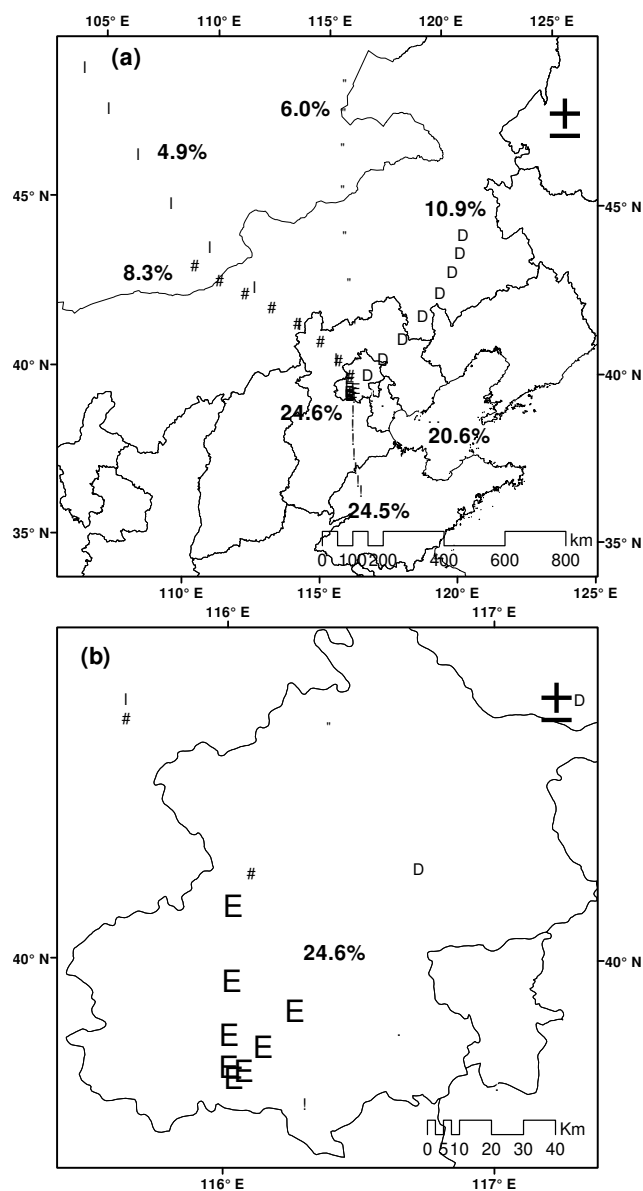 105° E 110° E 115° E 120° E 125° E
(a)
6.0%
4.9%
45° N 10.9% 45° N
8.3%
40° N 40° N
24.6%
20.6%
24.5%
35° N 35° N
km
0 100 200 400 600 800
110° E 115° E 120° E 125° E
116° E 117° E
(b)
I D
#
"
# D
E
24.6%
40° N 40° N
E
E
E
E
E
E
E
!
Km
0 5 10 20 30 40
116° E 117° E